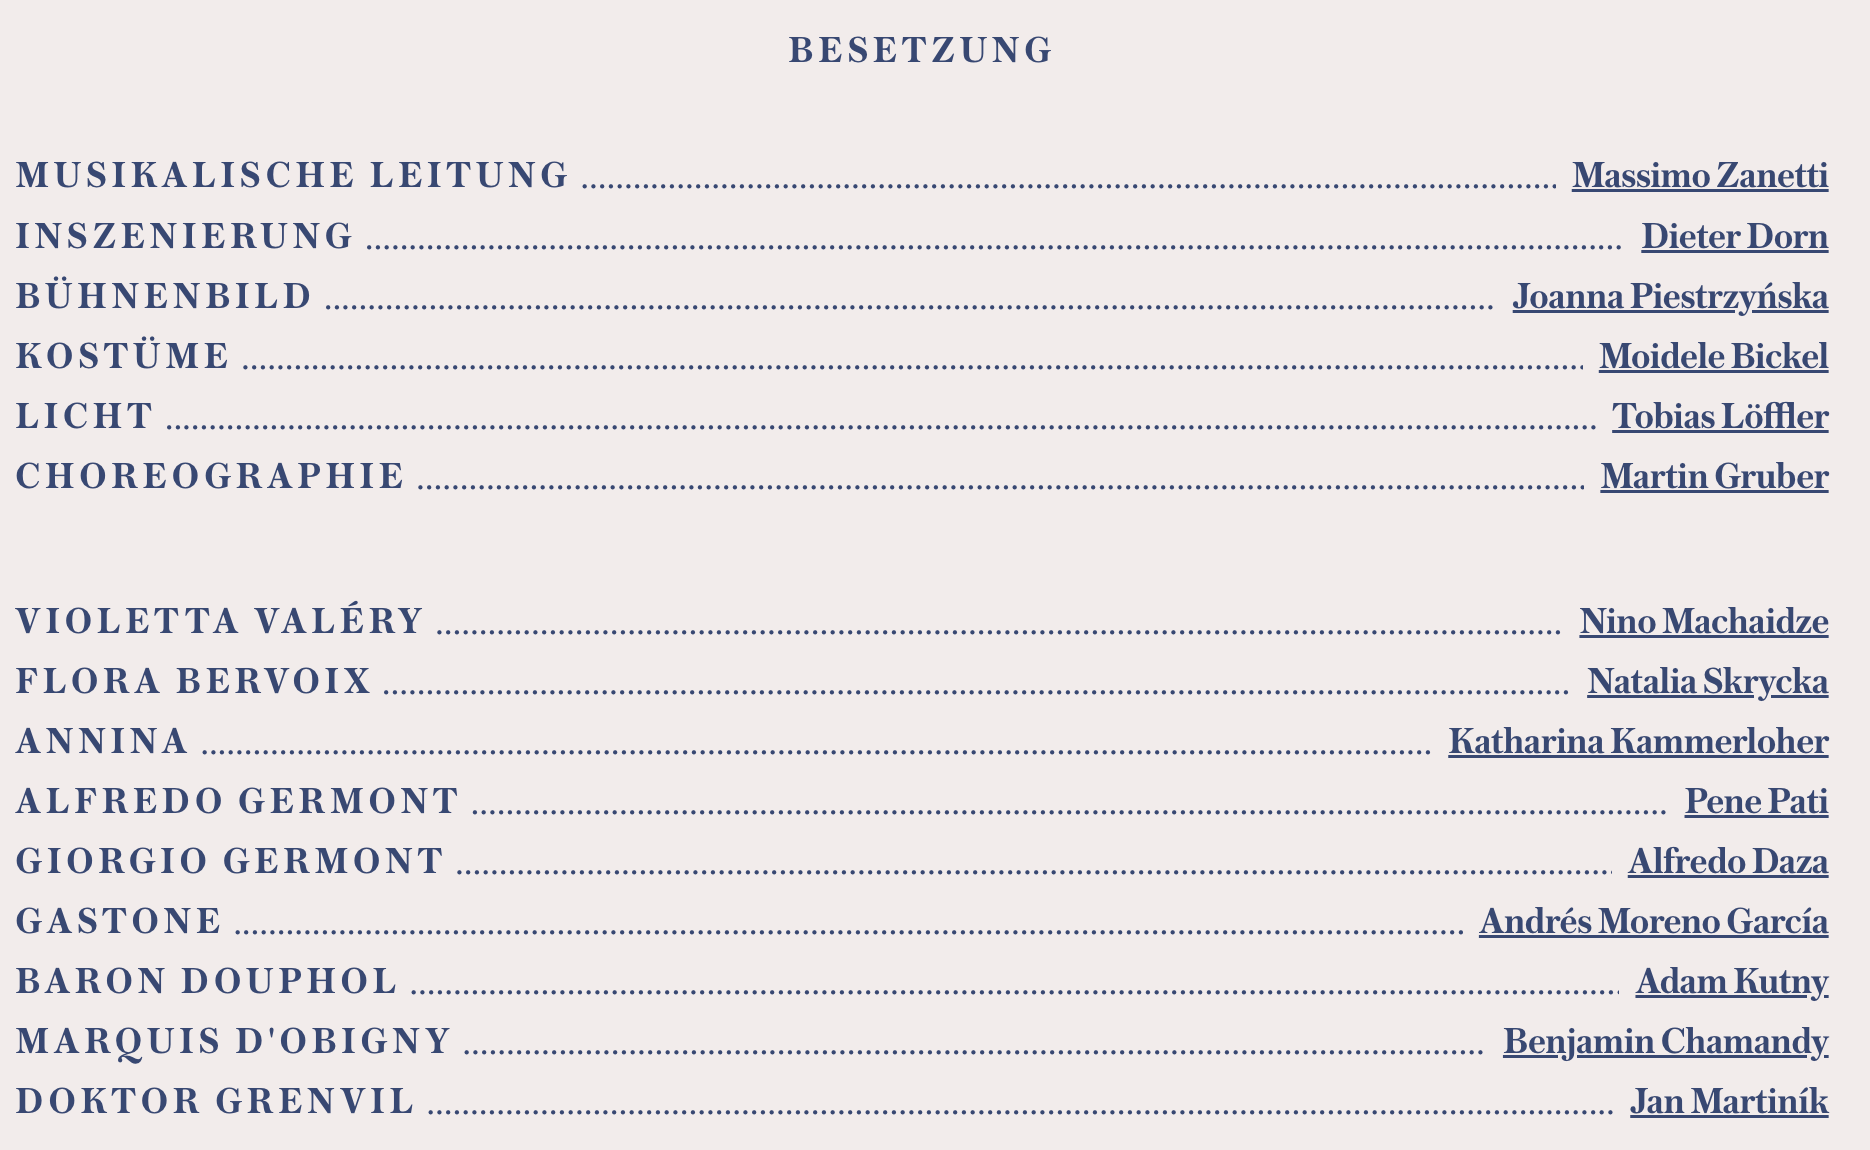 BESETZUNG
MUSIKALISCHE LEITUNG Massimo Zanetti
INSZENIERUNG Dieter Dorn
BÜHNENBILD Joanna Piestrzyńska
KOSTÜME Moidele Bickel
LICHT Tobias Löffler
CHOREOGRAPHIE Martin Gruber
VIOLETTA VALÉRY Nino Machaidze
FLORA BERVOIX Natalia Skrycka
ANNINA Katharina Kammerloher
ALFREDO GERMONT Pene Pati
GIORGIO GERMONT Alfredo Daza
GASTONE Andrés Moreno García
BARON DOUPHOL Adam Kutny
MARQUIS D'OBIGNY Benjamin Chamandy
DOKTOR GRENVIL Jan Martiník